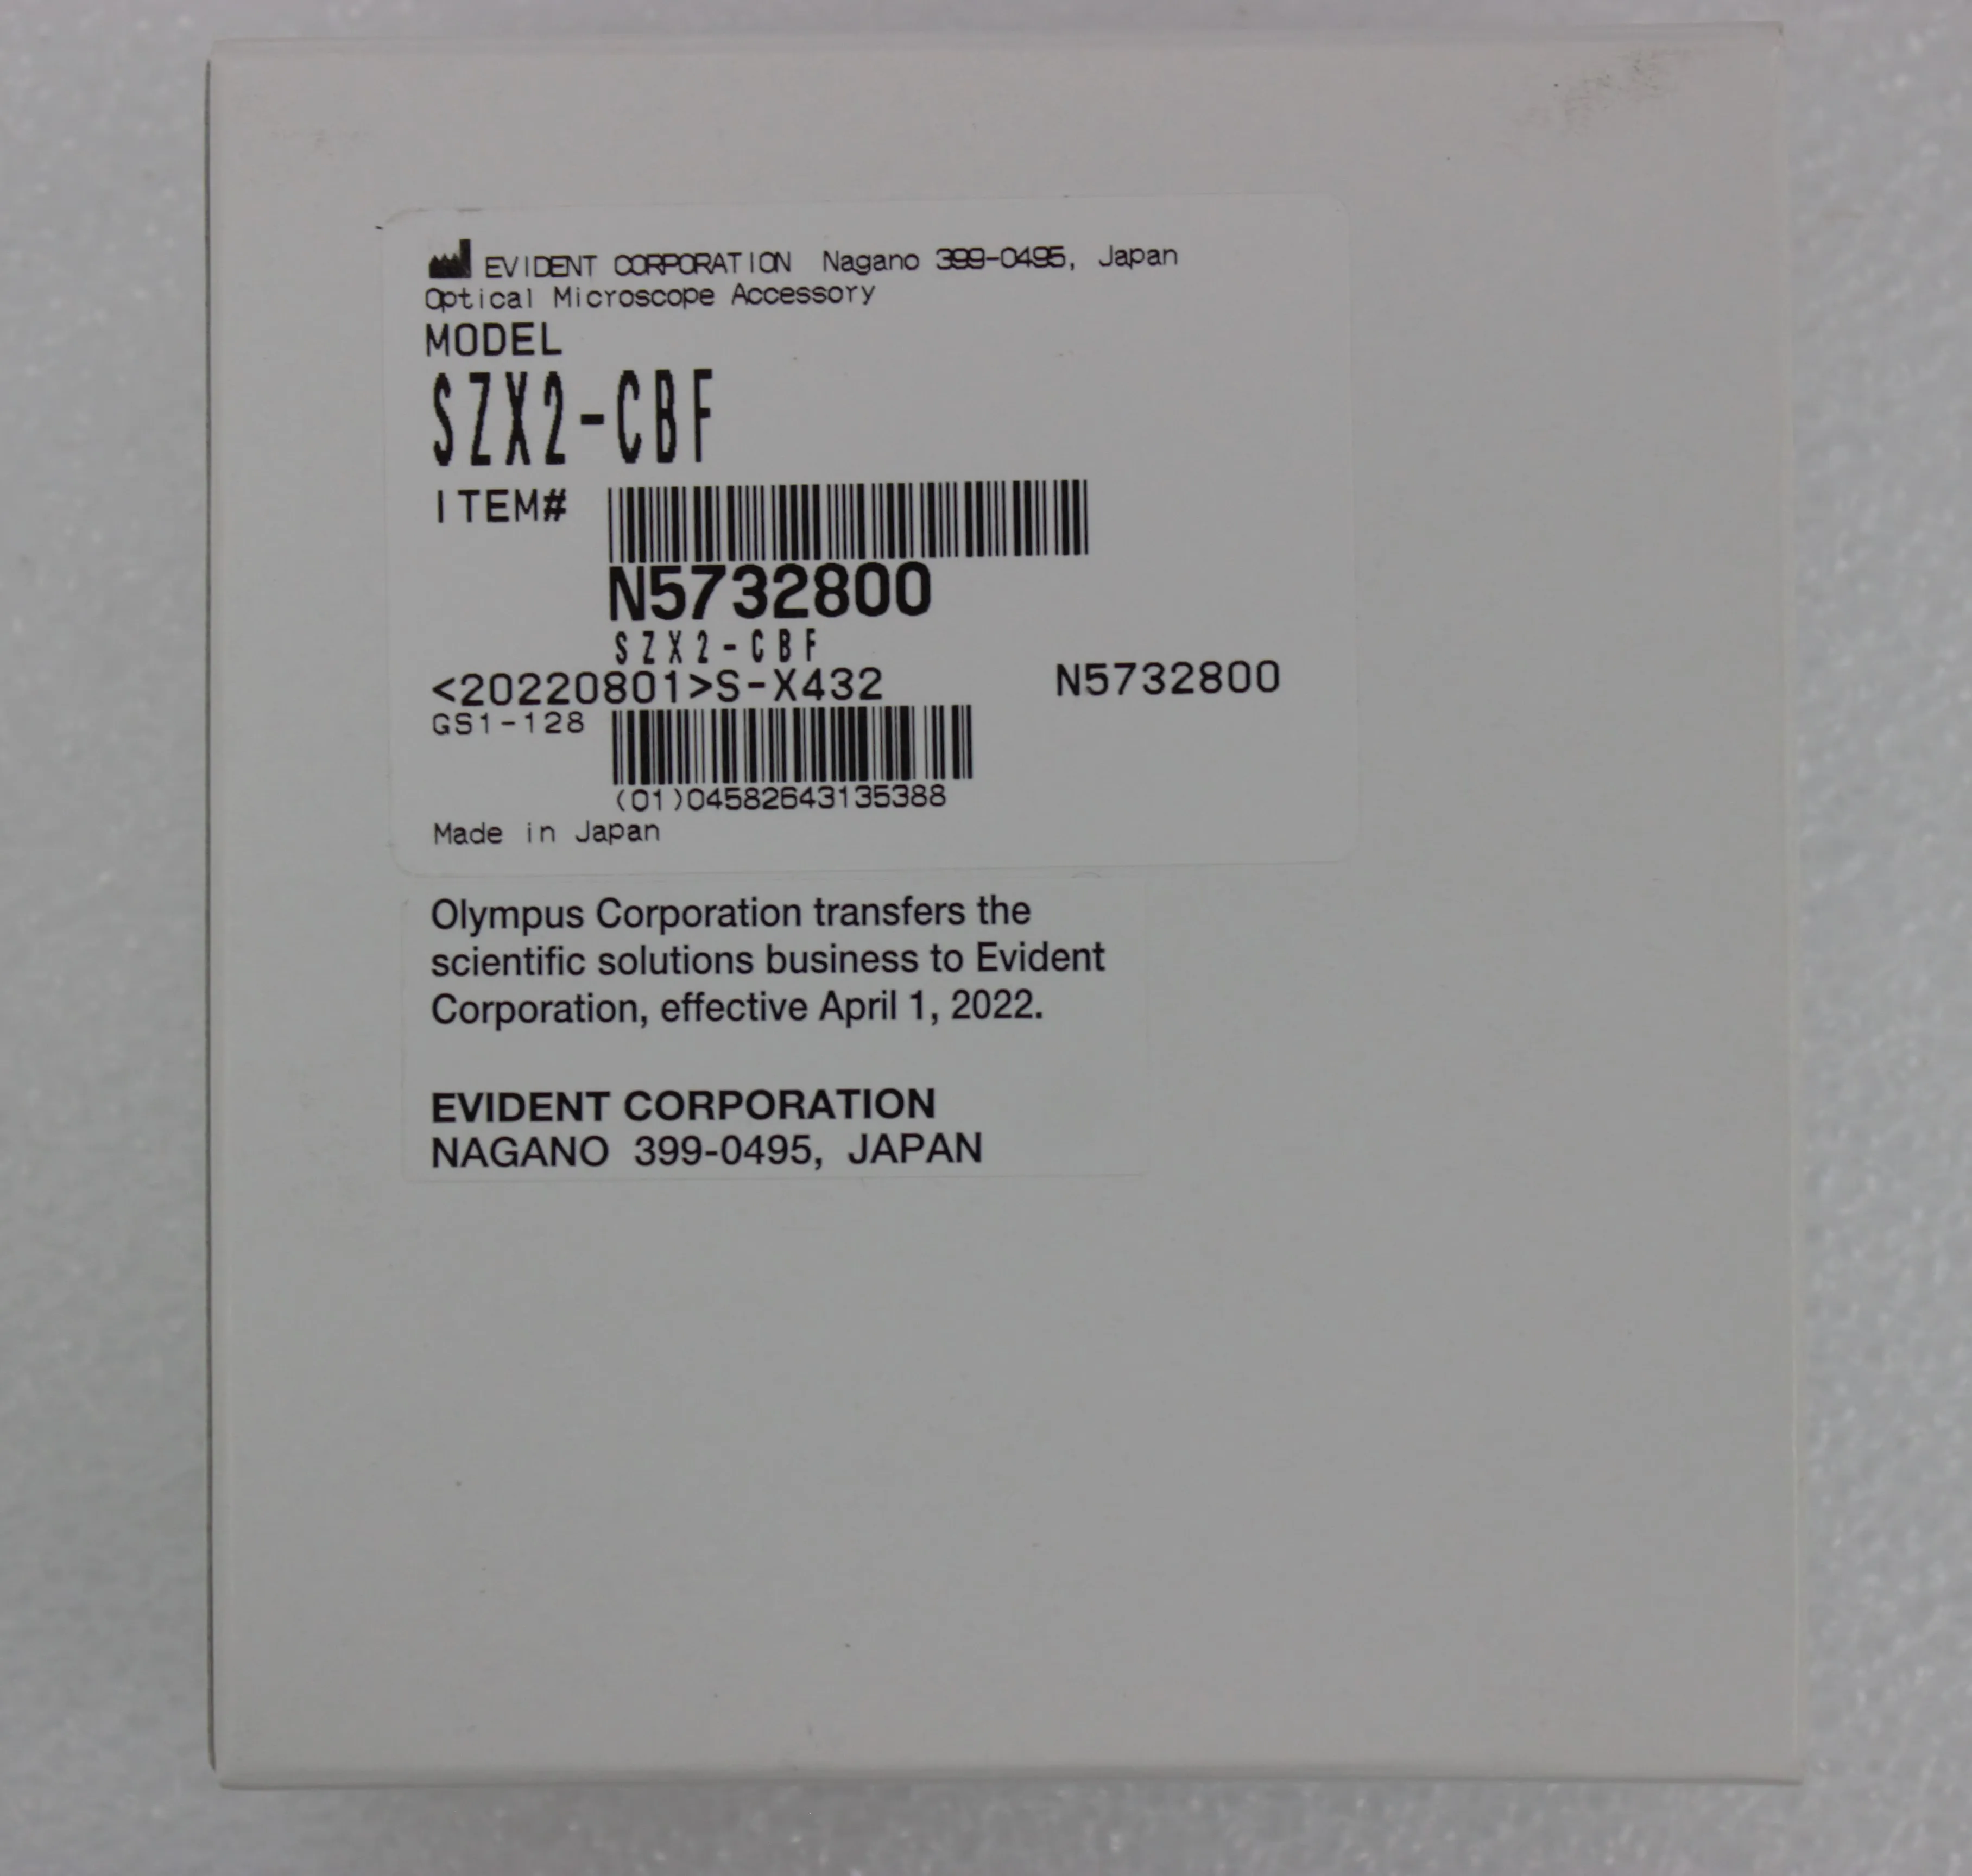 EVIDENT CORPORATION Nagano 399-0495, Japan
Optical Microscope Accessory
MODEL
SZX2-CBF
ITEM#
N5732800
SZX2-CBF
<20220801>S-X432 N5732800
GS1-128
(01)04582643135388
Made in Japan
Olympus Corporation transfers the
scientific solutions business to Evident
Corporation, effective April 1, 2022.
EVIDENT CORPORATION
NAGANO 399-0495, JAPAN